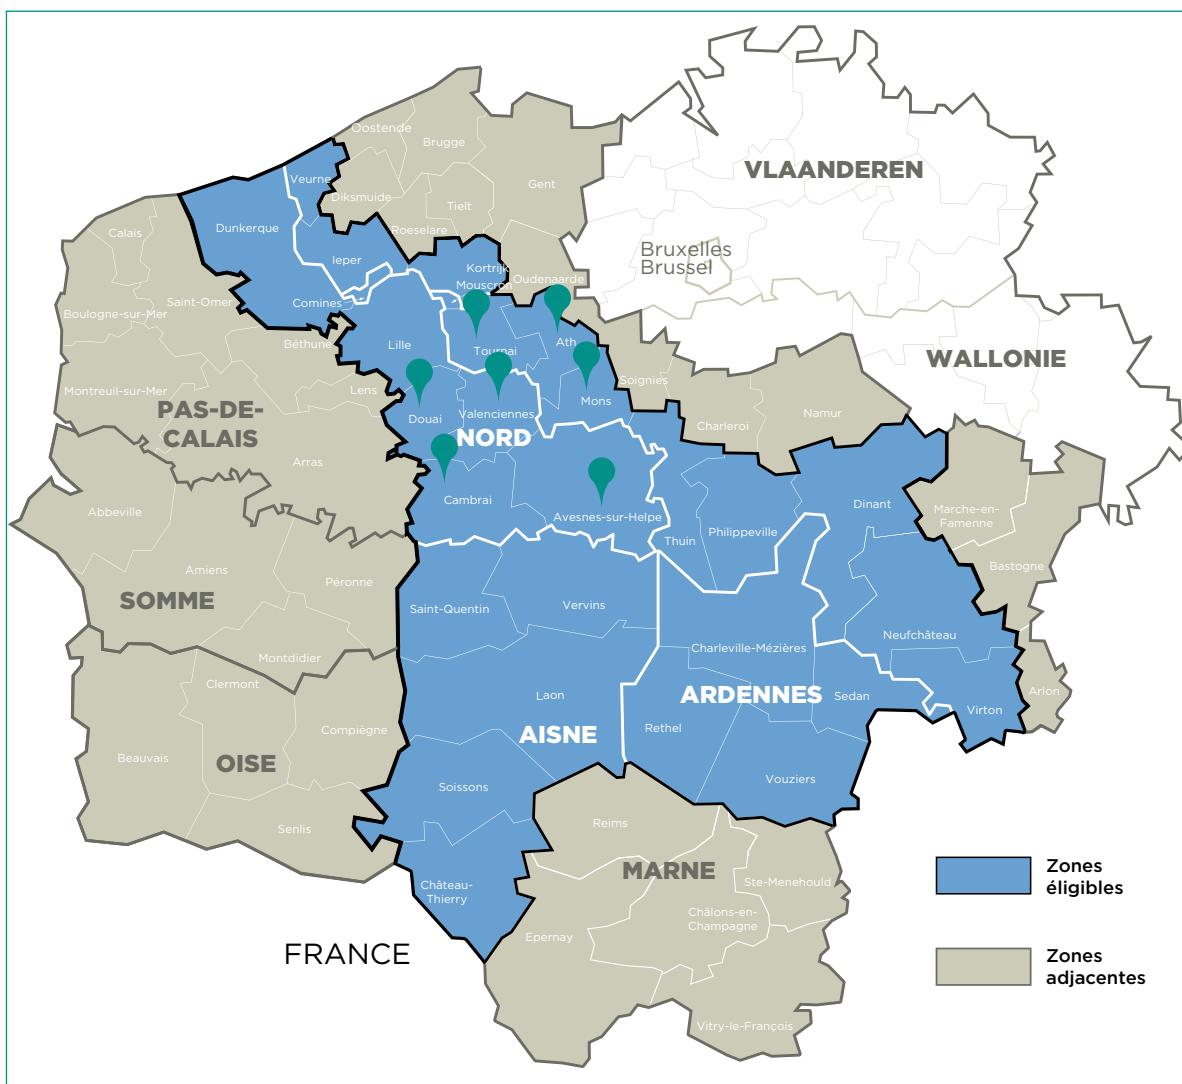 Oostende
Brugge
VLAANDEREN
Veurne
Gent
Diksmuide
Tielt
Dunkerque
Calais
Roeselare
Ieper
Bruxelles
Brussel
Kortrijk
Oudenaarde
Mouscron
Saint-Omer
Comines
Boulogne-sur-Mer
Béthune
Lille
Ath
Tournai
WALLONIE
Soignies
Montreuil-sur-Mer
Lens
Mons
PAS-DE-
CALAIS
Douai
Valenciennes
Namur
Charleroi
NORD
Arras
Cambrai
Dinant
Abbeville
Marche-en-
Famenne
Avesnes-sur-Helpe
Philippeville
Thuin
Bastogne
Amiens
Péronne
SOMME
Saint-Quentin
Vervins
Neufchâteau
Charleville-Mézières
Montdidier
Clermont
Laon
ARDENNES
Sedan
Arlon
Virton
Compiègne
Rethel
AISNE
Beauvais
OISE
Vouziers
Soissons
Senlis
Reims
MARNE
Ste-Menehould
Château-
Thierry
Châlons-en-
Champagne
Epernay
FRANCE
Vitry-le-François
Zones
éligibles
Zones
adjacentes